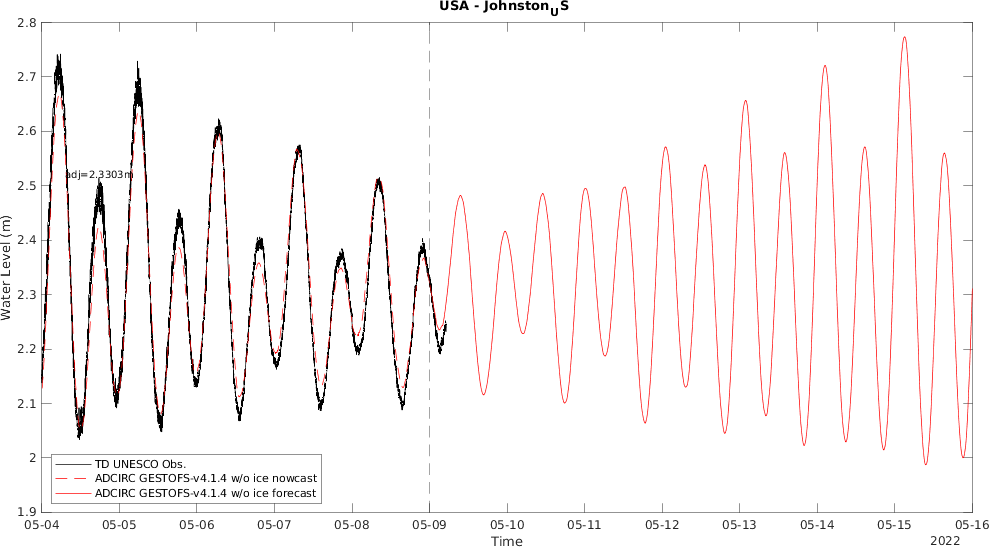 USA - Johnston_US
2.8
2.7
2.6
adj=2.3303m
2.5
2.4
2.3
2.2
2.1
2
1.9
Water Level (m)
TD UNESCO Obs.
ADCIRC GESTOFS-v4.1.4 w/o ice nowcast
ADCIRC GESTOFS-v4.1.4 w/o ice forecast
05-04 05-05 05-06 05-07 05-08 05-09 05-10 05-11 05-12 05-13 05-14 05-15 05-16
Time
2022